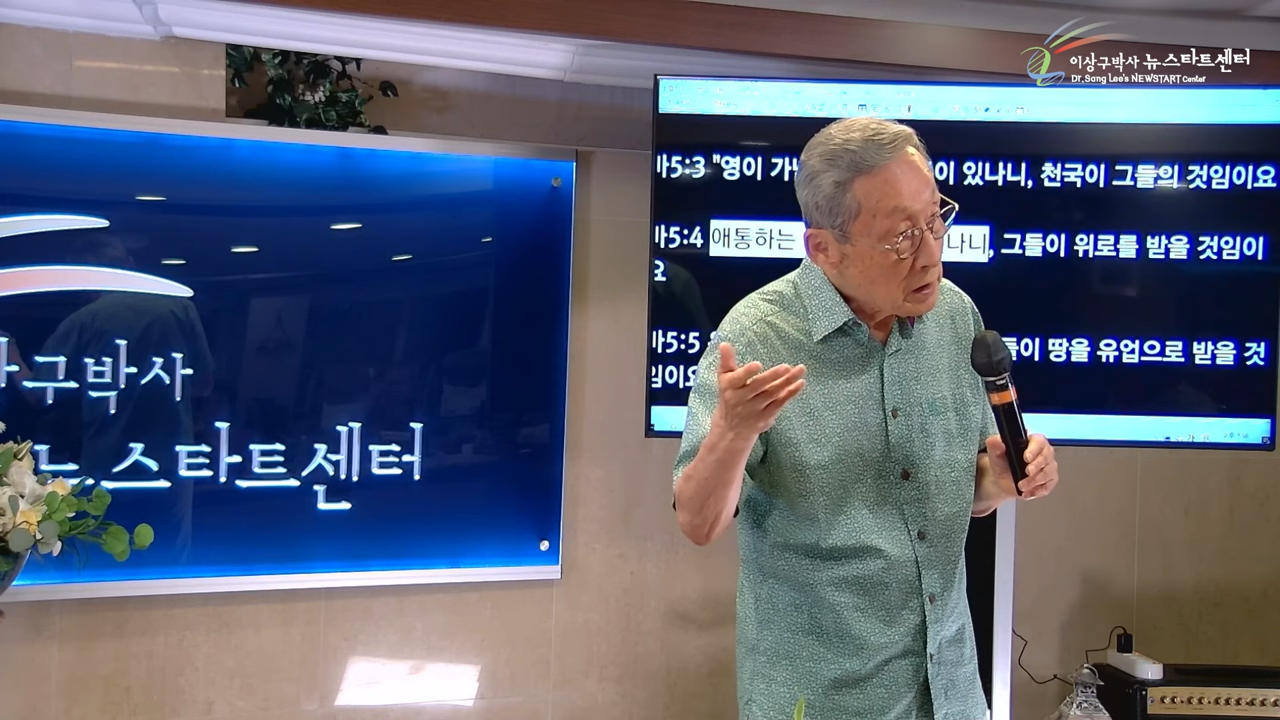 이상구박사 뉴스타트센터
Dr. Sang Lee's NEWSTART Center
마5:3 "영이 가 이 있나니, 천국이 그들의 것임이요
마5:4 애통하는 나니, 그들이 위로를 받을 것임이
요
마5:5 들이 땅을 유업으로 받을 것
임이요
구박사
뉴스타트센터